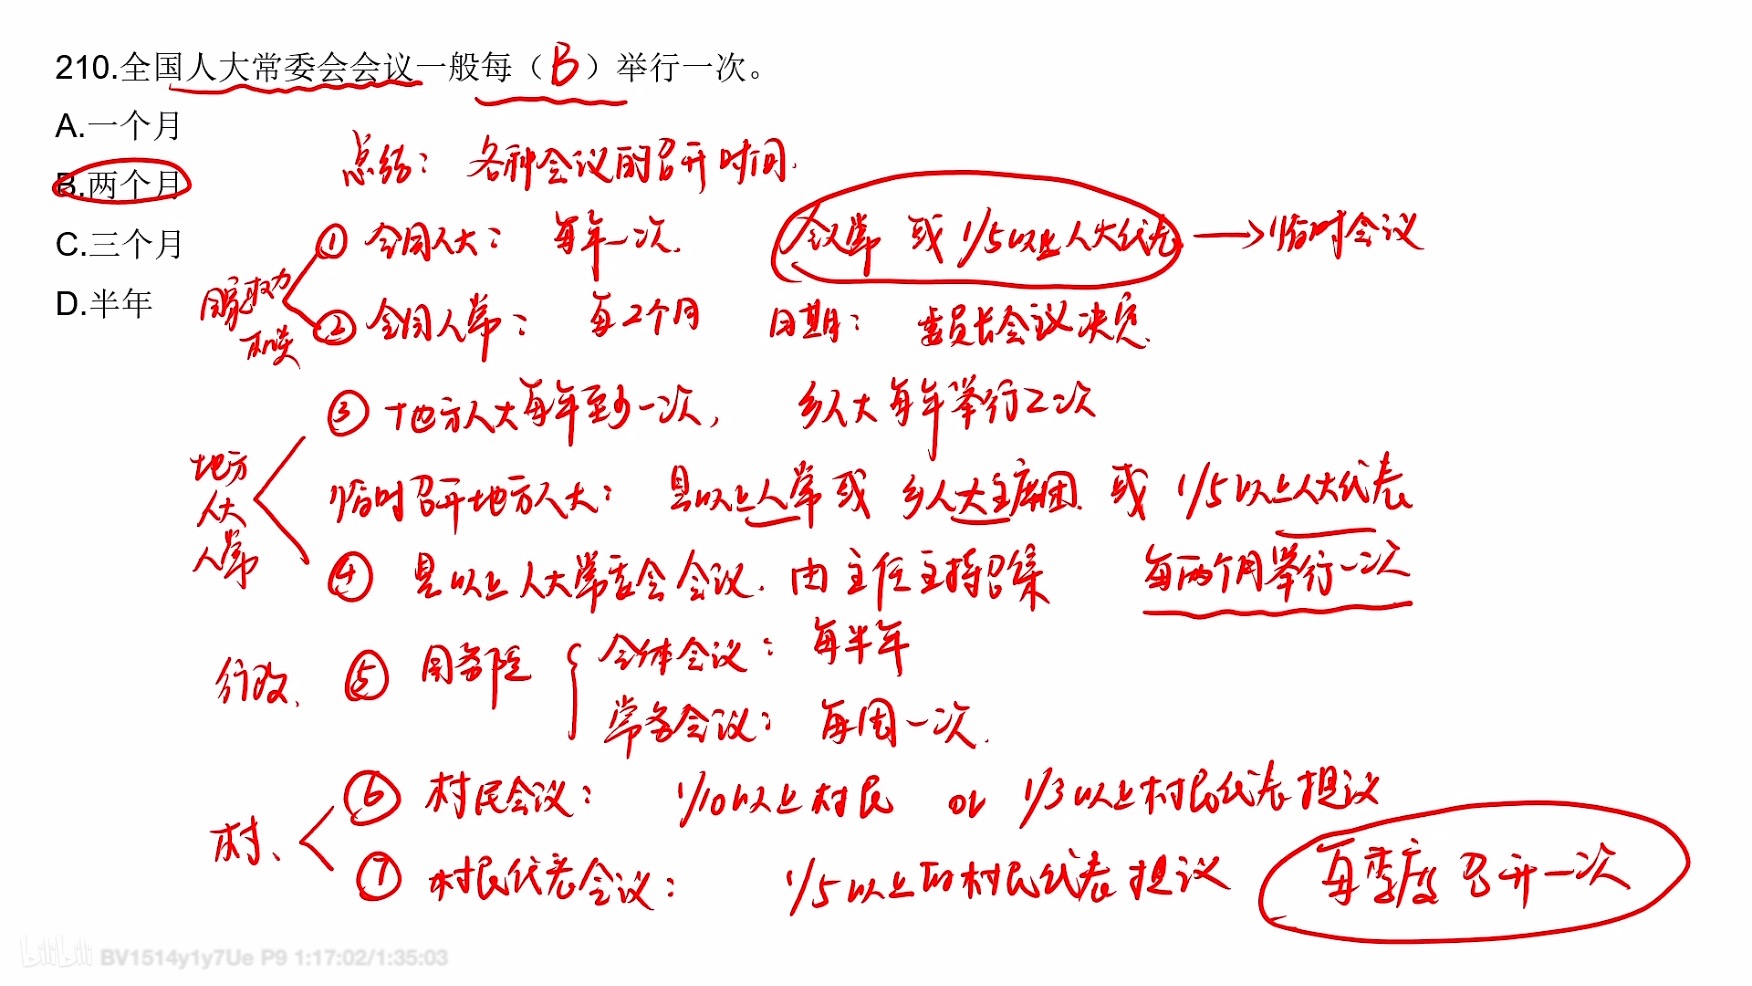 210.全国人大常委会会议一般每（B）举行一次。
A.一个月
B.两个月
C.三个月
D.半年
总结：各种会议的召开时间.
国家权力机关
① 全国人大：每年一次. 人常 或 1/5以上人大代表 → 临时会议
② 全国人常：每2个月 日期：委员长会议决定.
地方人大人常
③ 地方人大每年至少一次, 乡人大每年举行2次
临时召开地方人大：县以上人常 或 乡人大主席团. 或 1/5以上人大代表
④ 县以上人大常委会会议. 由主任主持召集 每两个月举行一次
行政.
⑤ 国务院 { 全体会议：每半年
常务会议：每周一次.
村、
⑥ 村民会议：1/10以上村民 or 1/3以上村民代表提议
⑦ 村民代表会议：1/5以上的村民代表提议 每季度召开一次
bilibili BV1514y1y7Ue P9 1:17:02/1:35:03